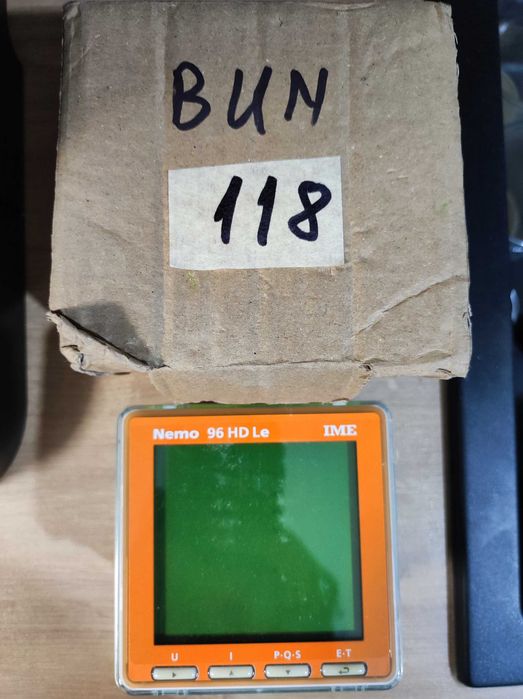 BUN
118
Nemo 96 HD Le IME
U I P·Q·S E·T